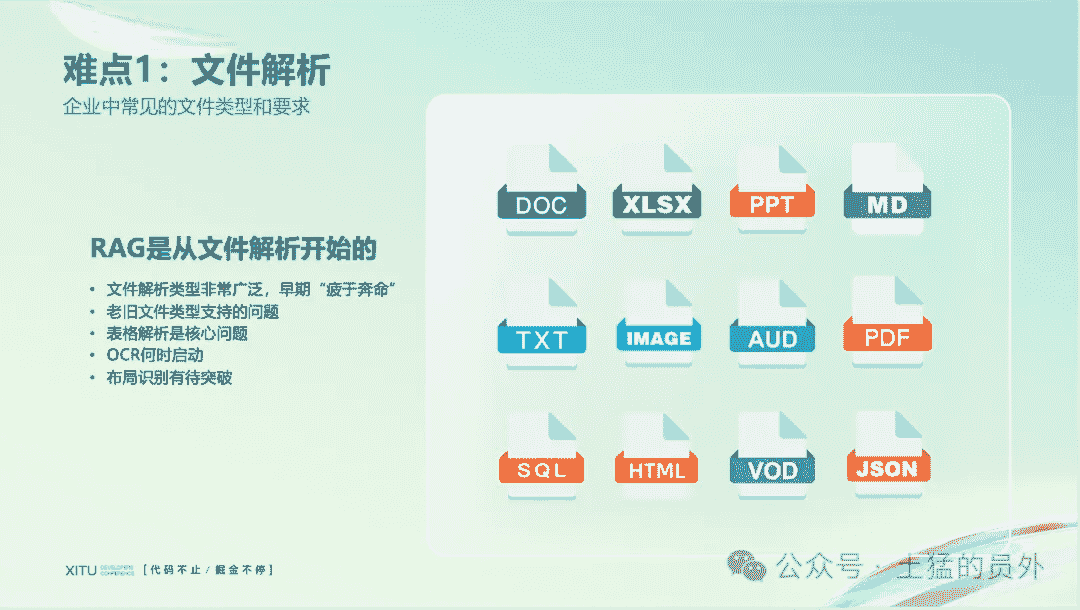 难点1：文件解析
企业中常见的文件类型和要求
RAG是从文件解析开始的
• 文件解析类型非常广泛，早期“疲于奔命”
• 老旧文件类型支持的问题
• 表格解析是核心问题
• OCR何时启动
• 布局识别有待突破
DOC
XLSX
PPT
MD
TXT
IMAGE
AUD
PDF
SQL
HTML
VOD
JSON
XITU DEVELOPERS CONFERENCE [代码不止 / 掘金不停]
公众号 · 土猛的员外